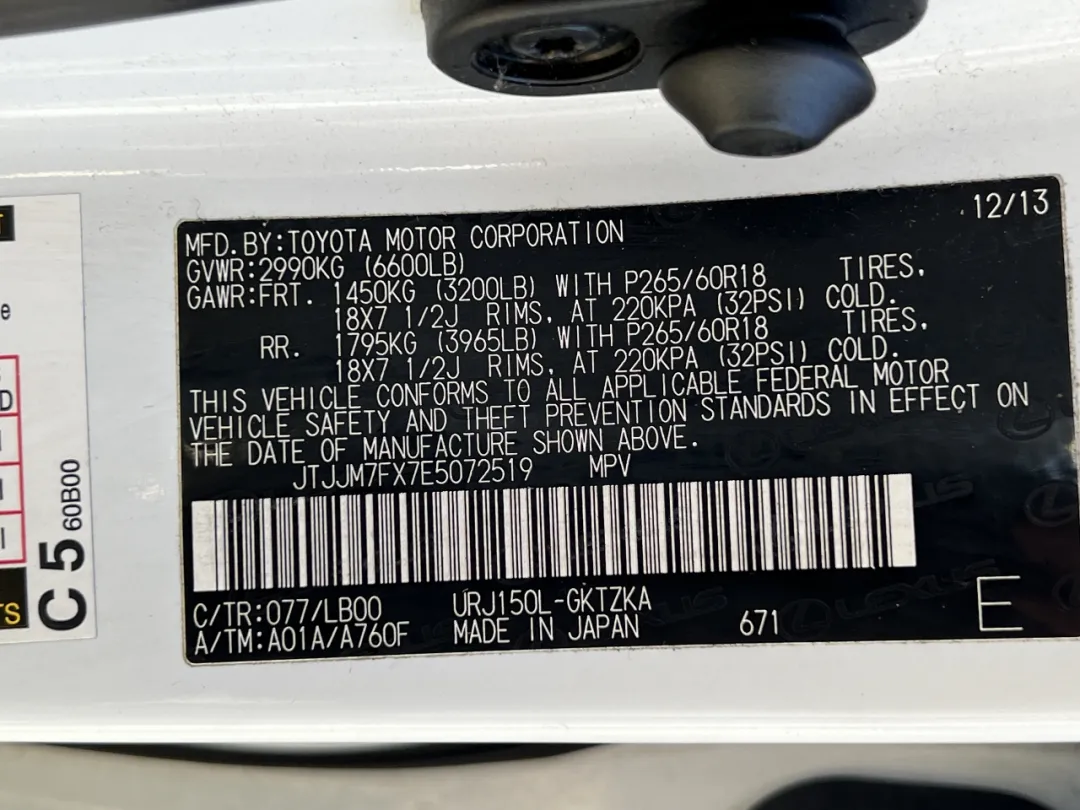 12/13
MFD.BY:TOYOTA MOTOR CORPORATION
GVWR:2990KG (6600LB)
GAWR:FRT. 1450KG (3200LB) WITH P265/60R18 TIRES.
18X7 1/2J RIMS, AT 220KPA (32PSI) COLD.
RR. 1795KG (3965LB) WITH P265/60R18 TIRES,
18X7 1/2J RIMS, AT 220KPA (32PSI) COLD.
THIS VEHICLE CONFORMS TO ALL APPLICABLE FEDERAL MOTOR
VEHICLE SAFETY AND THEFT PREVENTION STANDARDS IN EFFECT ON
THE DATE OF MANUFACTURE SHOWN ABOVE.
JTJJM7FX7E5072519 MPV
C/TR:077/LB00 URJ150L-GKTZKA
A/TM:A01A/A760F MADE IN JAPAN 671 E
LEXUS
C5 60B00